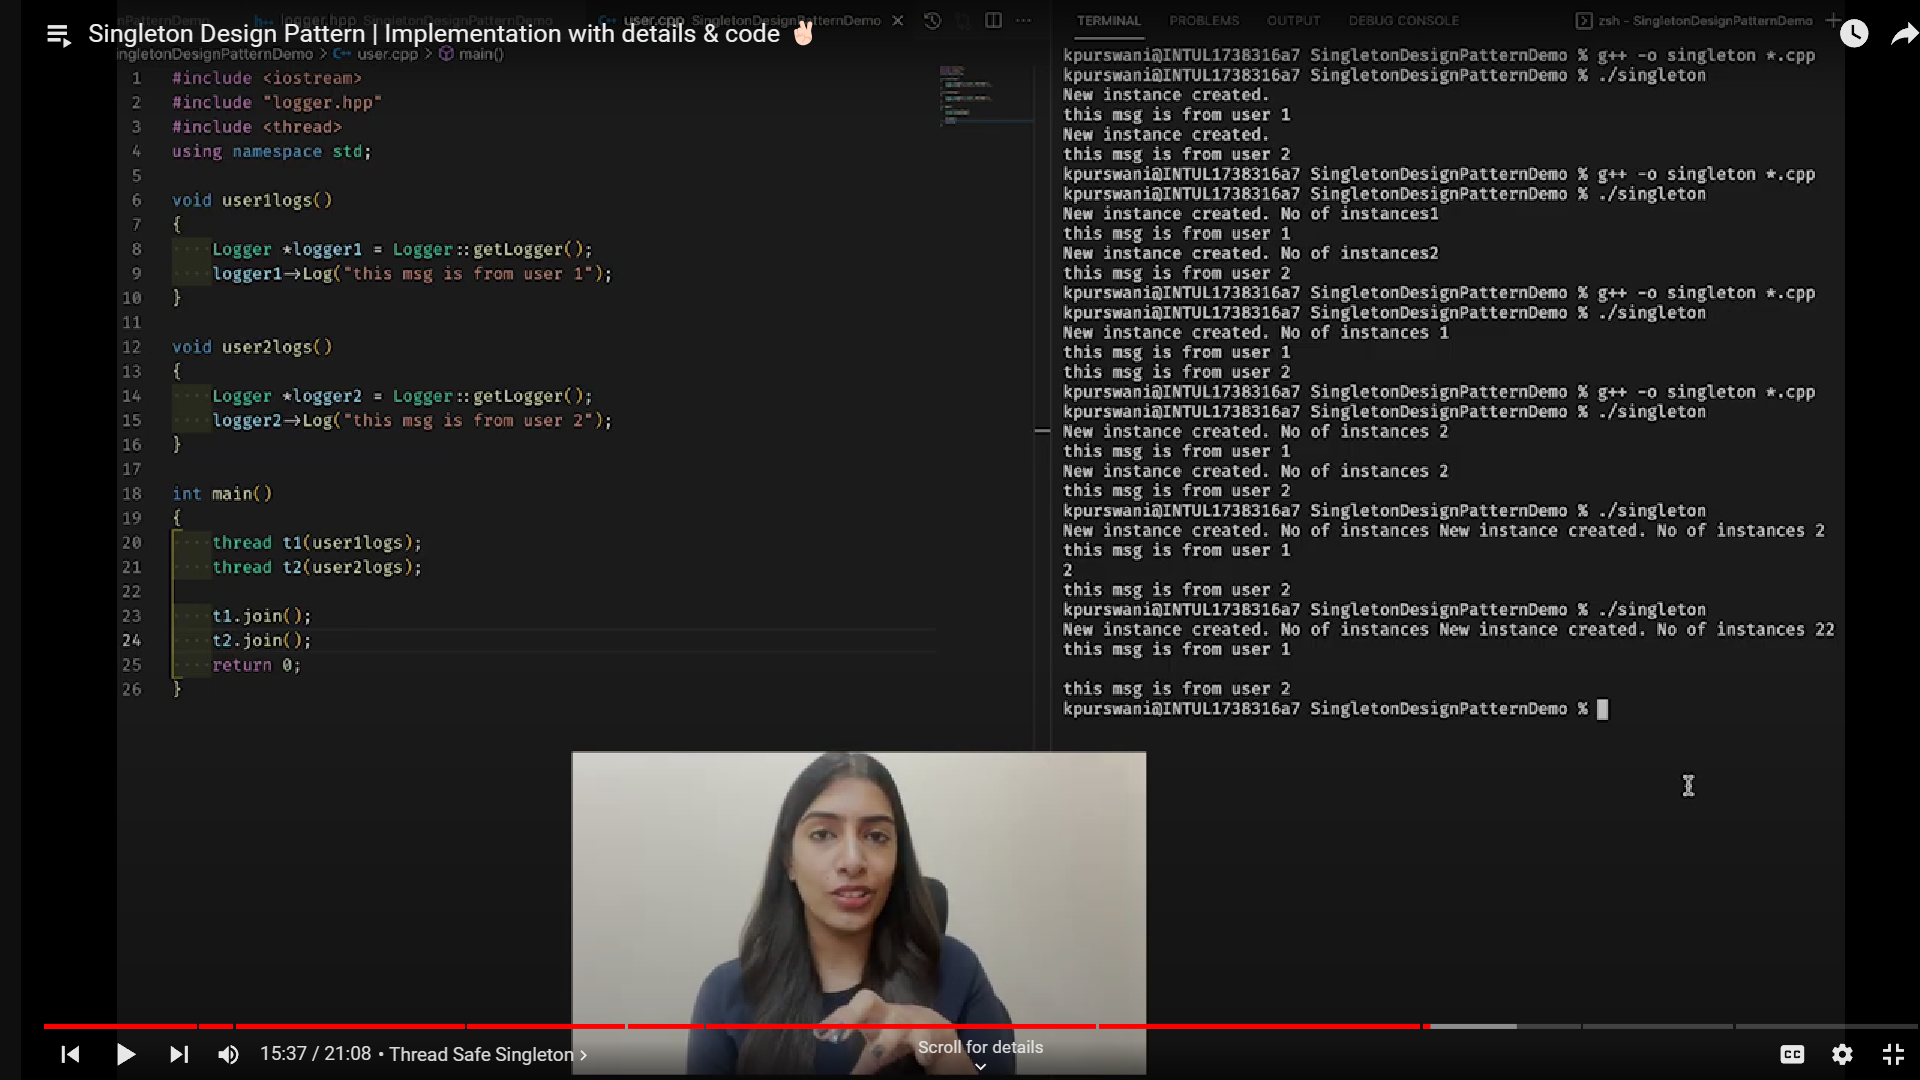 Singleton Design Pattern | Implementation with details & code ✌🏻
logger.hpp SingletonDesignPatternDemo
user.cpp SingletonDesignPatternDemo
ingletonDesignPatternDemo > user.cpp > main()
1 #include <iostream>
2 #include "logger.hpp"
3 #include <thread>
4 using namespace std;
5
6 void user1logs()
7 {
8 Logger *logger1 = Logger::getLogger();
9 logger1->Log("this msg is from user 1");
10 }
11
12 void user2logs()
13 {
14 Logger *logger2 = Logger::getLogger();
15 logger2->Log("this msg is from user 2");
16 }
17
18 int main()
19 {
20 thread t1(user1logs);
21 thread t2(user2logs);
22
23 t1.join();
24 t2.join();
25 return 0;
26 }
TERMINAL PROBLEMS OUTPUT DEBUG CONSOLE
zsh - SingletonDesignPatternDemo
kpurswani@INTUL1738316a7 SingletonDesignPatternDemo % g++ -o singleton *.cpp
kpurswani@INTUL1738316a7 SingletonDesignPatternDemo % ./singleton
New instance created.
this msg is from user 1
New instance created.
this msg is from user 2
kpurswani@INTUL1738316a7 SingletonDesignPatternDemo % g++ -o singleton *.cpp
kpurswani@INTUL1738316a7 SingletonDesignPatternDemo % ./singleton
New instance created. No of instances1
this msg is from user 1
New instance created. No of instances2
this msg is from user 2
kpurswani@INTUL1738316a7 SingletonDesignPatternDemo % g++ -o singleton *.cpp
kpurswani@INTUL1738316a7 SingletonDesignPatternDemo % ./singleton
New instance created. No of instances 1
this msg is from user 1
this msg is from user 2
kpurswani@INTUL1738316a7 SingletonDesignPatternDemo % g++ -o singleton *.cpp
kpurswani@INTUL1738316a7 SingletonDesignPatternDemo % ./singleton
New instance created. No of instances 2
this msg is from user 1
New instance created. No of instances 2
this msg is from user 2
kpurswani@INTUL1738316a7 SingletonDesignPatternDemo % ./singleton
New instance created. No of instances New instance created. No of instances 2
this msg is from user 1
2
this msg is from user 2
kpurswani@INTUL1738316a7 SingletonDesignPatternDemo % ./singleton
New instance created. No of instances New instance created. No of instances 22
this msg is from user 1
this msg is from user 2
kpurswani@INTUL1738316a7 SingletonDesignPatternDemo %
15:37 / 21:08 • Thread Safe Singleton >
Scroll for details
CC